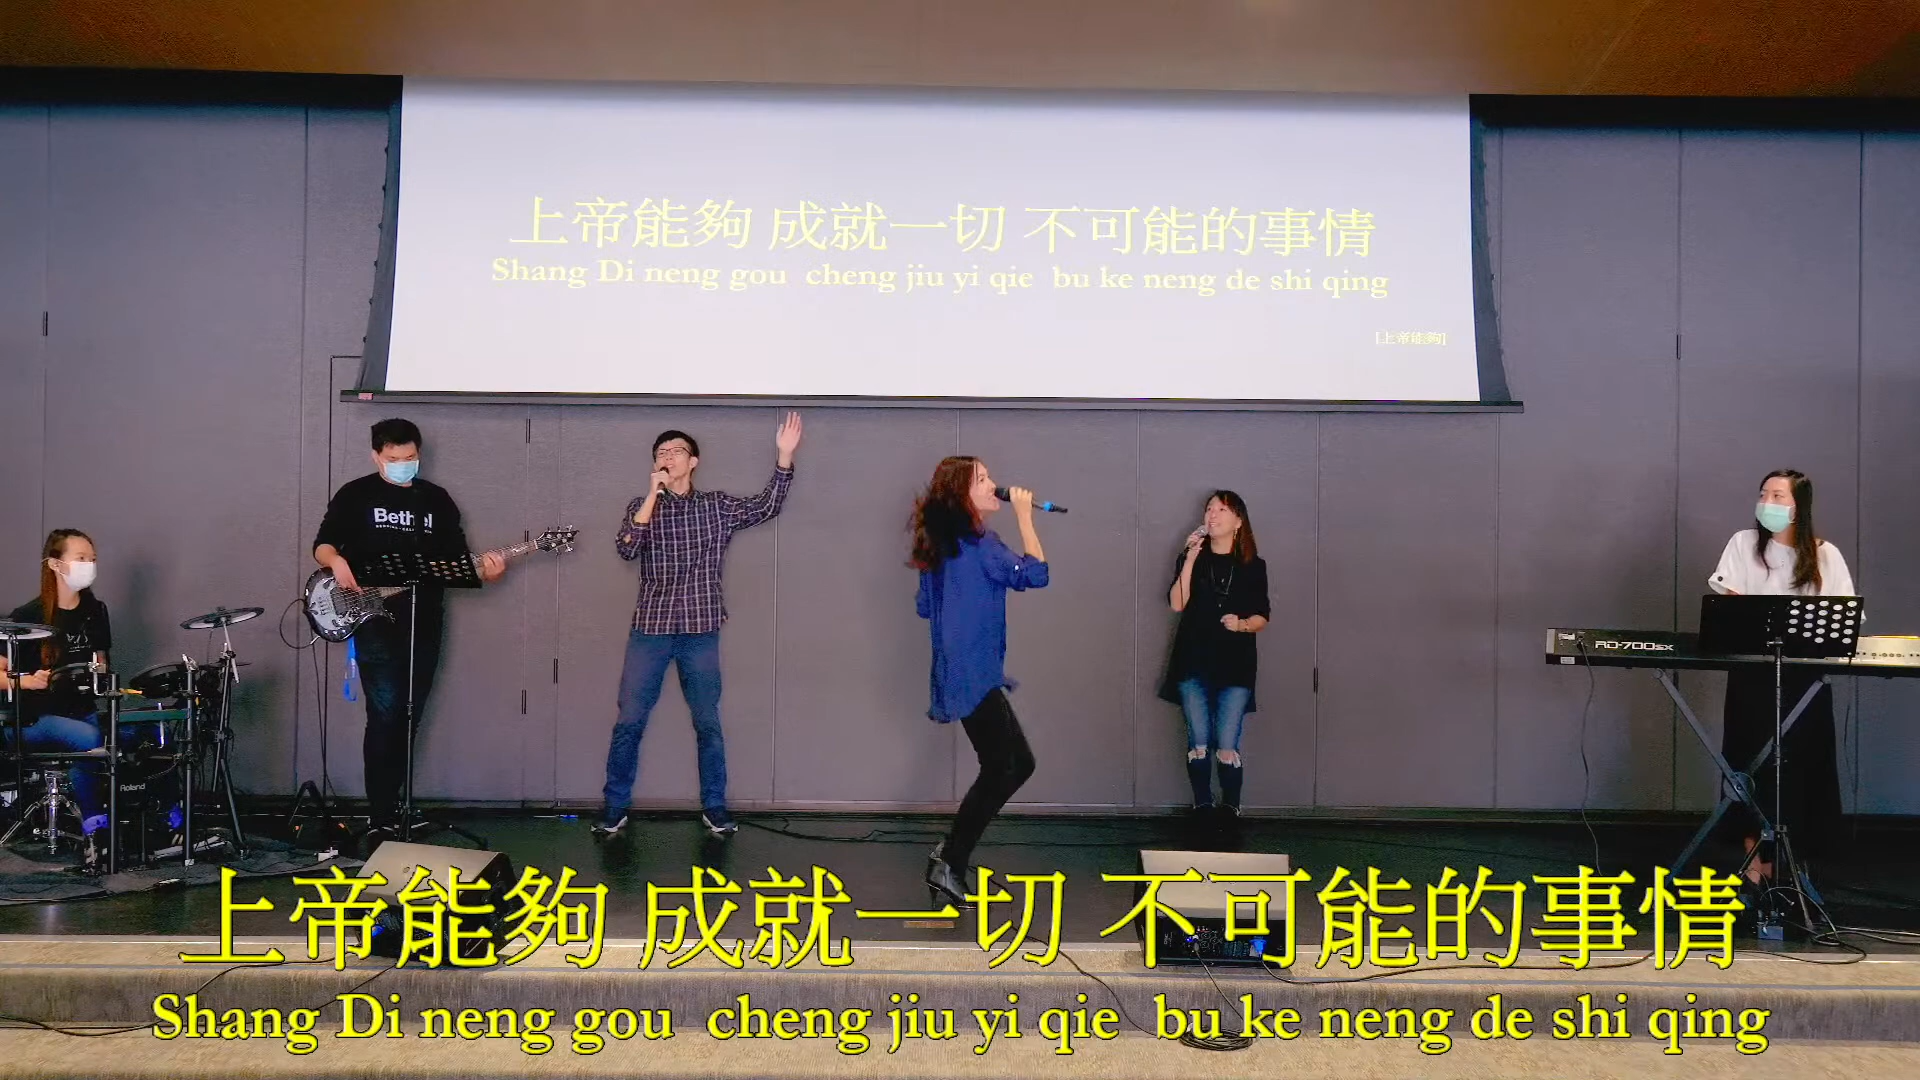 上帝能夠 成就一切 不可能的事情
Shang Di neng gou cheng jiu yi qie bu ke neng de shi qing
[上帝能夠]
Bethel
RD-700SX
Roland
上帝能夠 成就一切 不可能的事情
Shang Di neng gou cheng jiu yi qie bu ke neng de shi qing